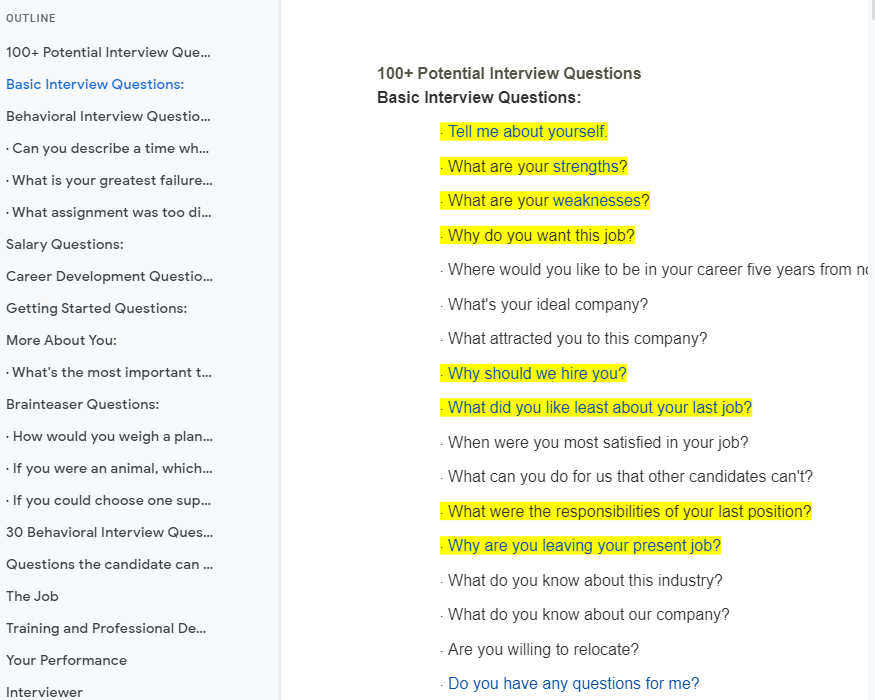 OUTLINE
100+ Potential Interview Que...
Basic Interview Questions:
Behavioral Interview Questio...
· Can you describe a time wh...
· What is your greatest failure...
· What assignment was too di...
Salary Questions:
Career Development Questio...
Getting Started Questions:
More About You:
· What's the most important t...
Brainteaser Questions:
· How would you weigh a plan...
· If you were an animal, which...
· If you could choose one sup...
30 Behavioral Interview Ques...
Questions the candidate can ...
The Job
Training and Professional De...
Your Performance
Interviewer
100+ Potential Interview Questions
Basic Interview Questions:
· Tell me about yourself.
· What are your strengths?
· What are your weaknesses?
· Why do you want this job?
· Where would you like to be in your career five years from
· What's your ideal company?
· What attracted you to this company?
· Why should we hire you?
· What did you like least about your last job?
· When were you most satisfied in your job?
· What can you do for us that other candidates can't?
· What were the responsibilities of your last position?
· Why are you leaving your present job?
· What do you know about this industry?
· What do you know about our company?
· Are you willing to relocate?
· Do you have any questions for me?